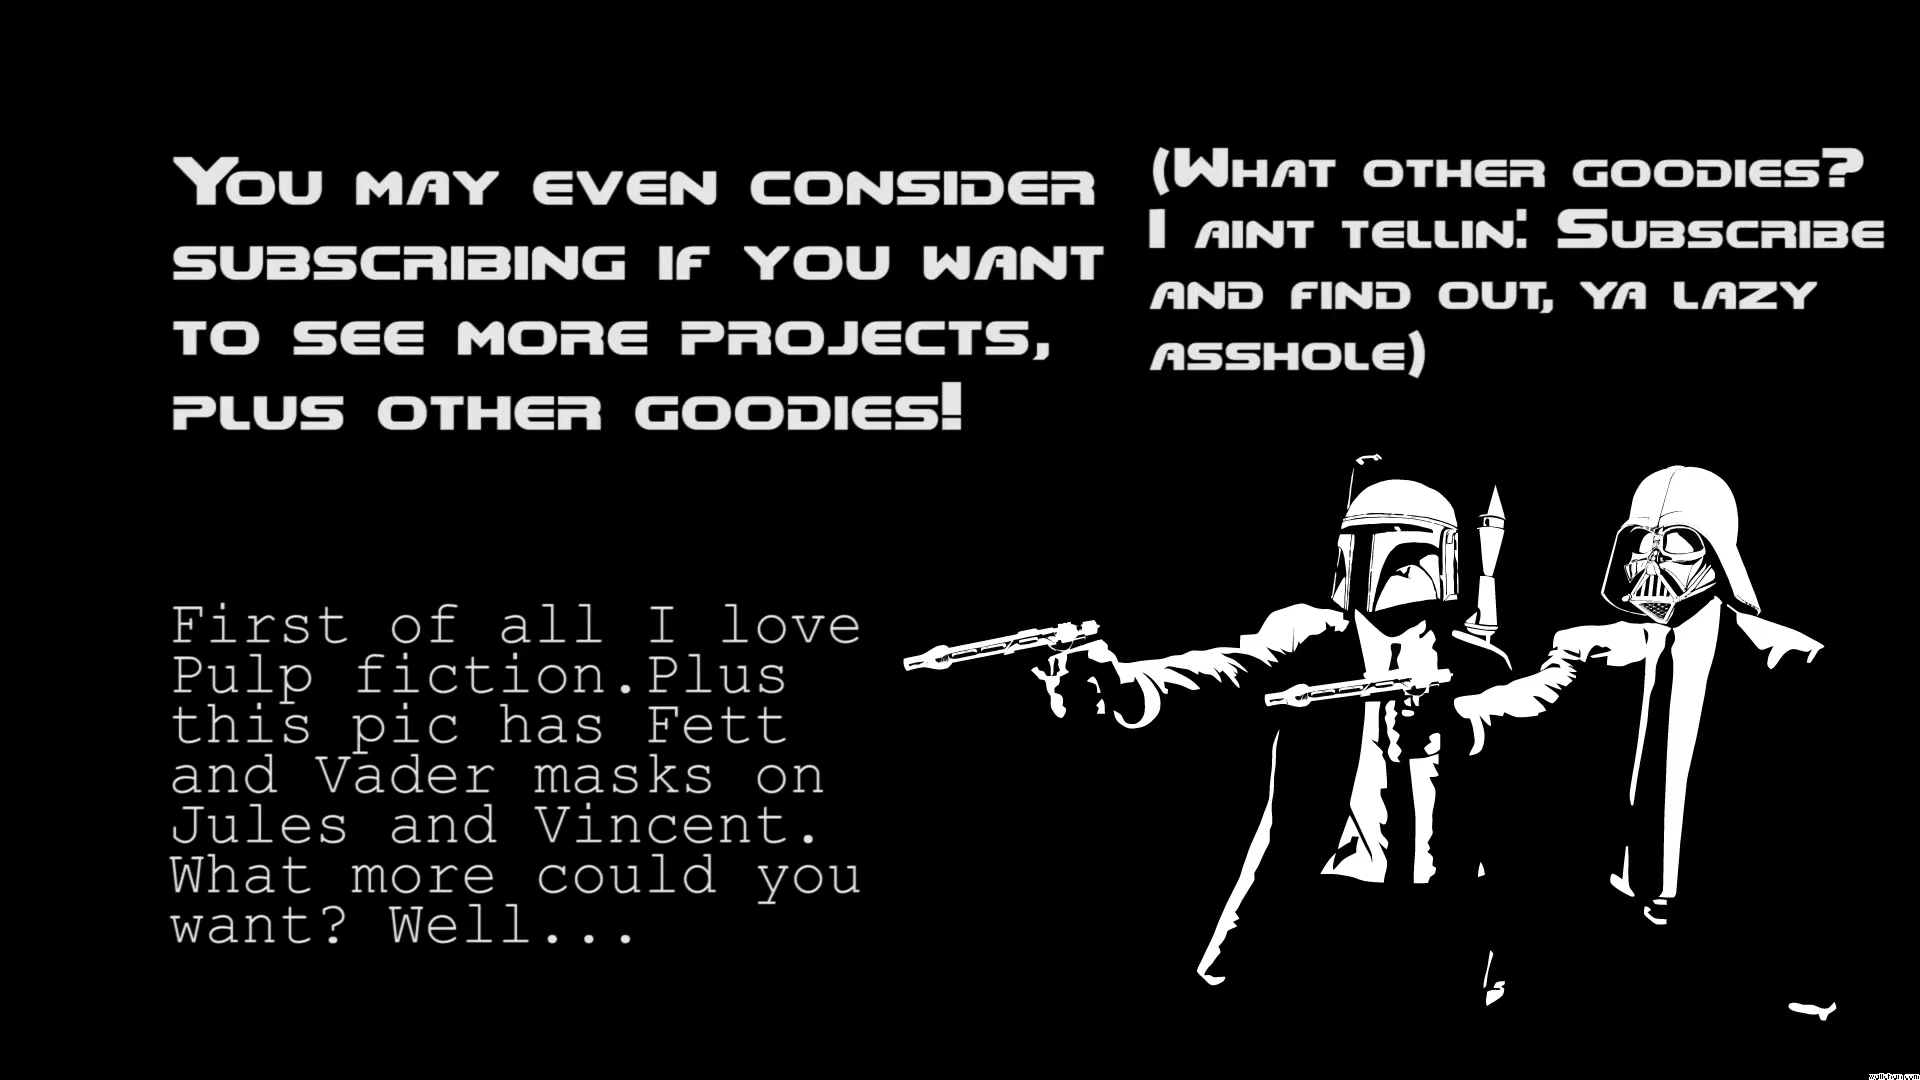 You may even consider
subscribing if you want
to see more projects,
plus other goodies!
(What other goodies?
I aint tellin: Subscribe
and find out, ya lazy
asshole)
First of all I love
Pulp fiction.Plus
this pic has Fett
and Vader masks on
Jules and Vincent.
What more could you
want? Well...